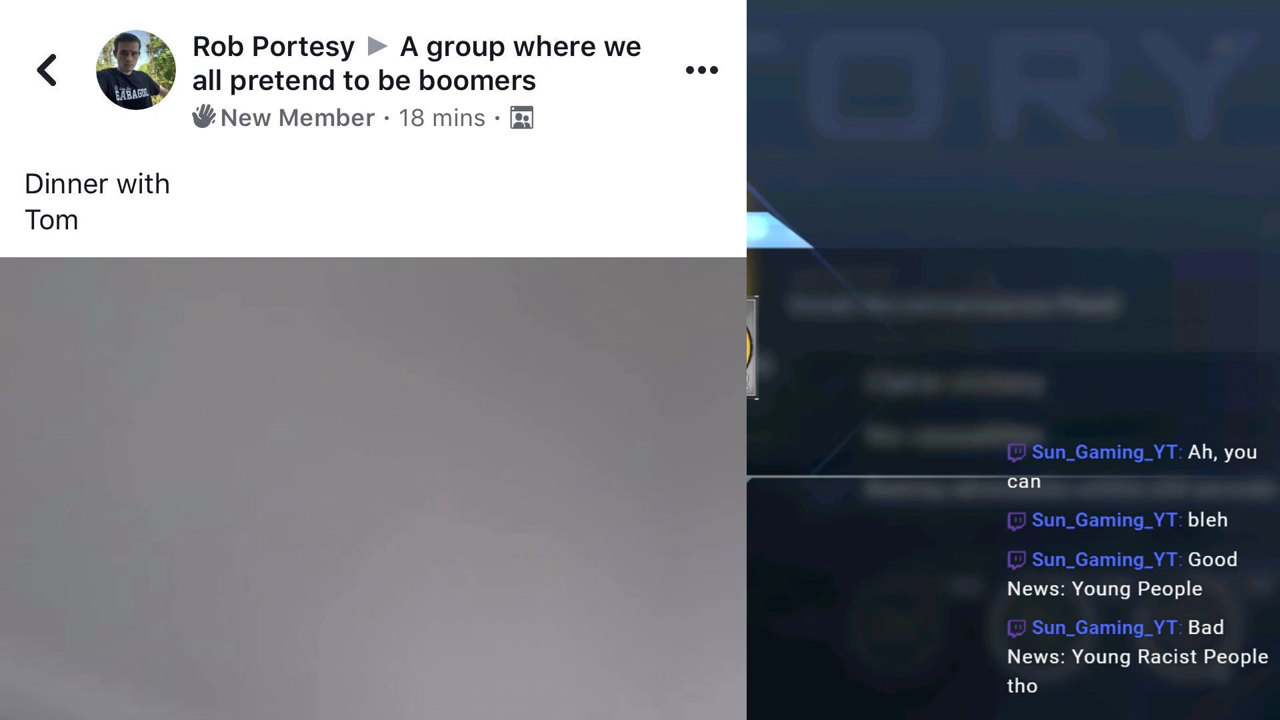 Rob Portesy ▶ A group where we
all pretend to be boomers
New Member · 18 mins ·
Dinner with
Tom
ORY
Sun_Gaming_YT: Ah, you
can
Sun_Gaming_YT: bleh
Sun_Gaming_YT: Good
News: Young People
Sun_Gaming_YT: Bad
News: Young Racist People
tho